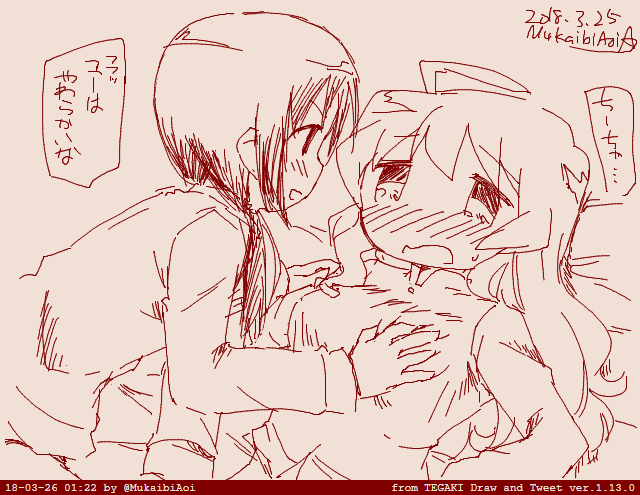 2018.3.25
MukaibiAoi
ちーちゃ…
フフッ
ユーは
やわらかいな
18-03-26 01:22 by @MukaibiAoi
from TEGAKI Draw and Tweet ver.1.13.0